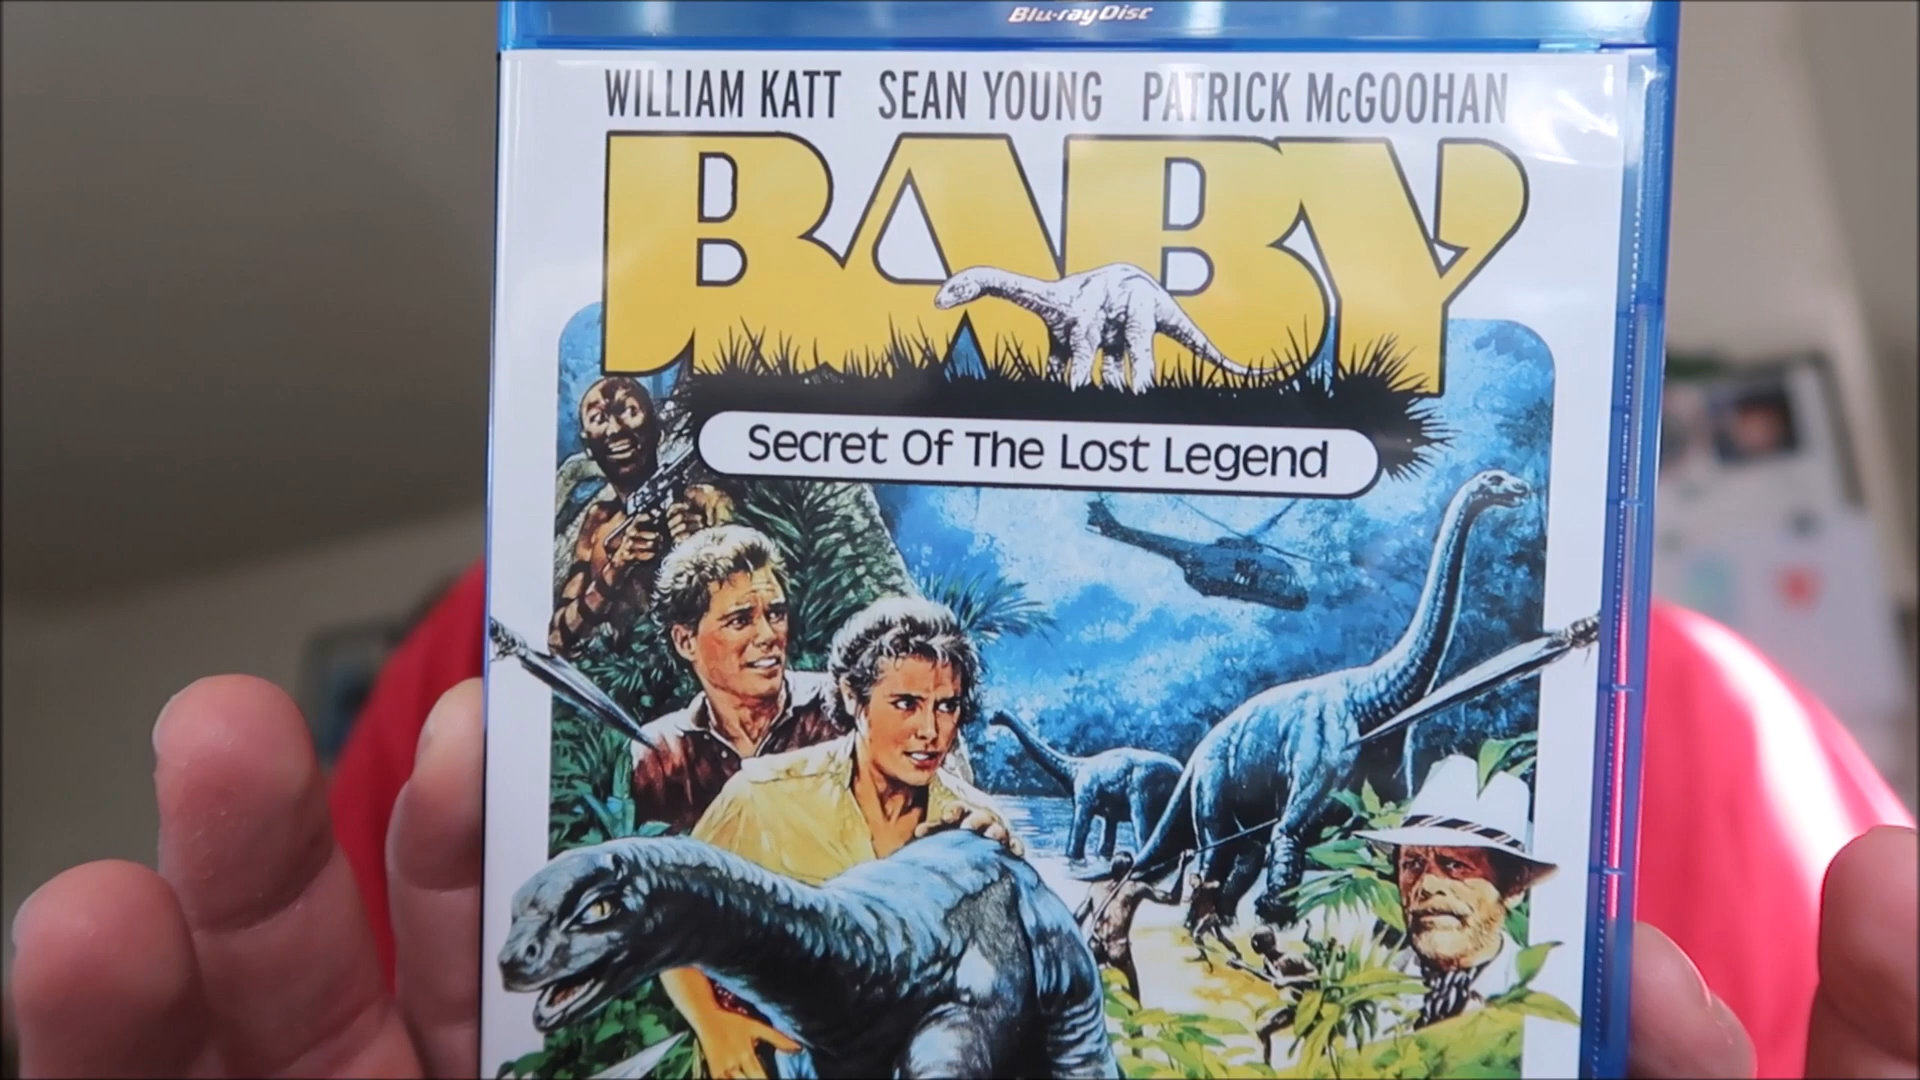 Blu-ray Disc
WILLIAM KATT SEAN YOUNG PATRICK McGOOHAN
BABY
Secret Of The Lost Legend